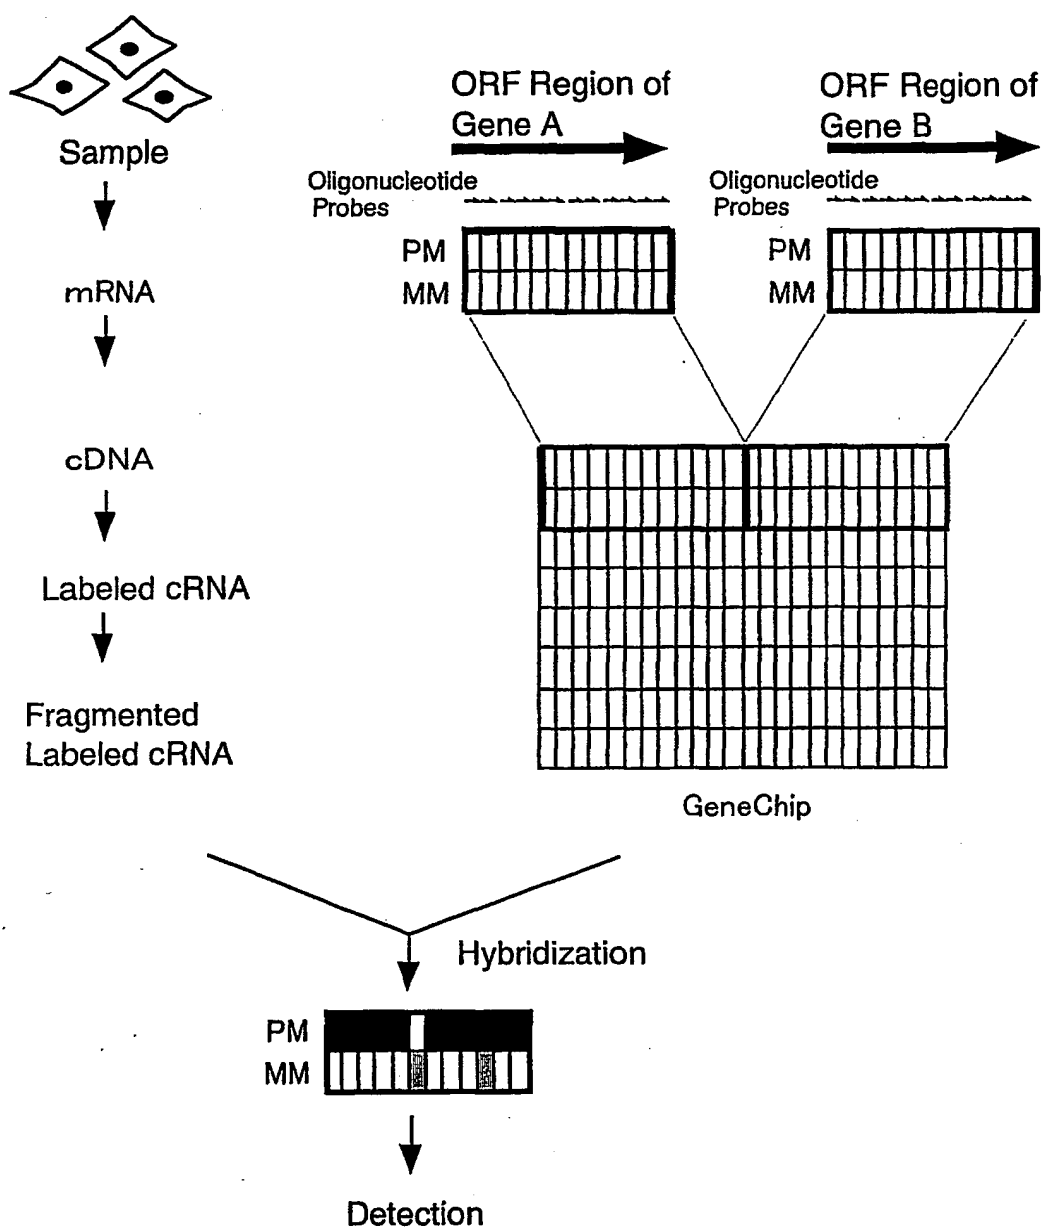 Sample
mRNA
cDNA
Labeled cRNA
Fragmented
Labeled cRNA
ORF Region of
Gene A
Oligonucleotide
Probes
PM
MM
ORF Region of
Gene B
Oligonucleotide
Probes
PM
MM
GeneChip
Hybridization
PM
MM
Detection